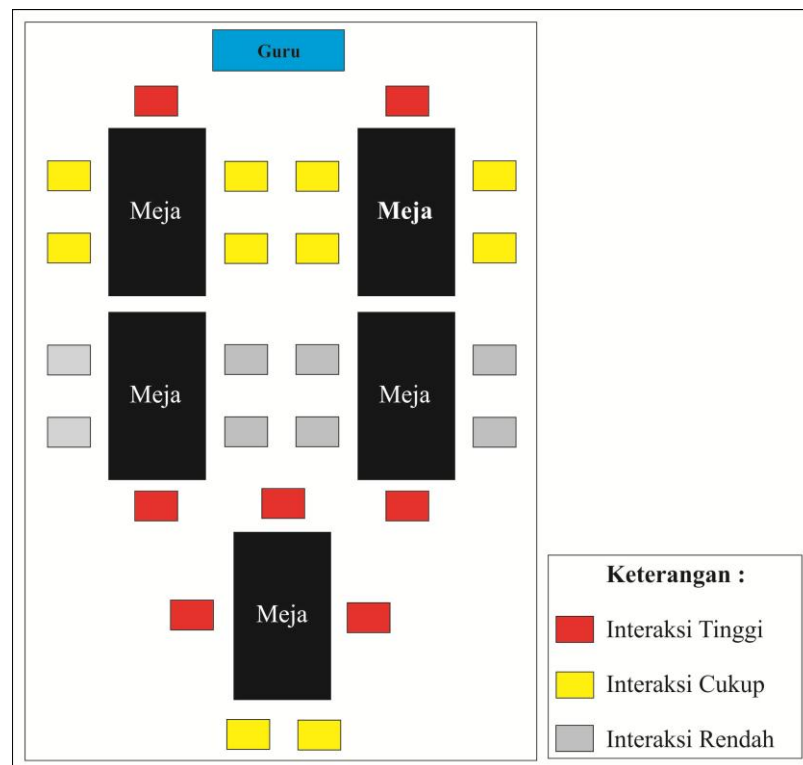 Guru
Meja
Meja
Meja
Meja
Meja
Keterangan :
Interaksi Tinggi
Interaksi Cukup
Interaksi Rendah